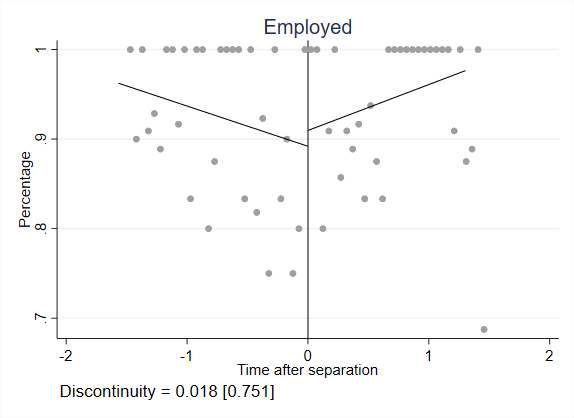 Employed
Percentage
1
.9
.8
.7
-2 -1 0 1 2
Time after separation
Discontinuity = 0.018 [0.751]